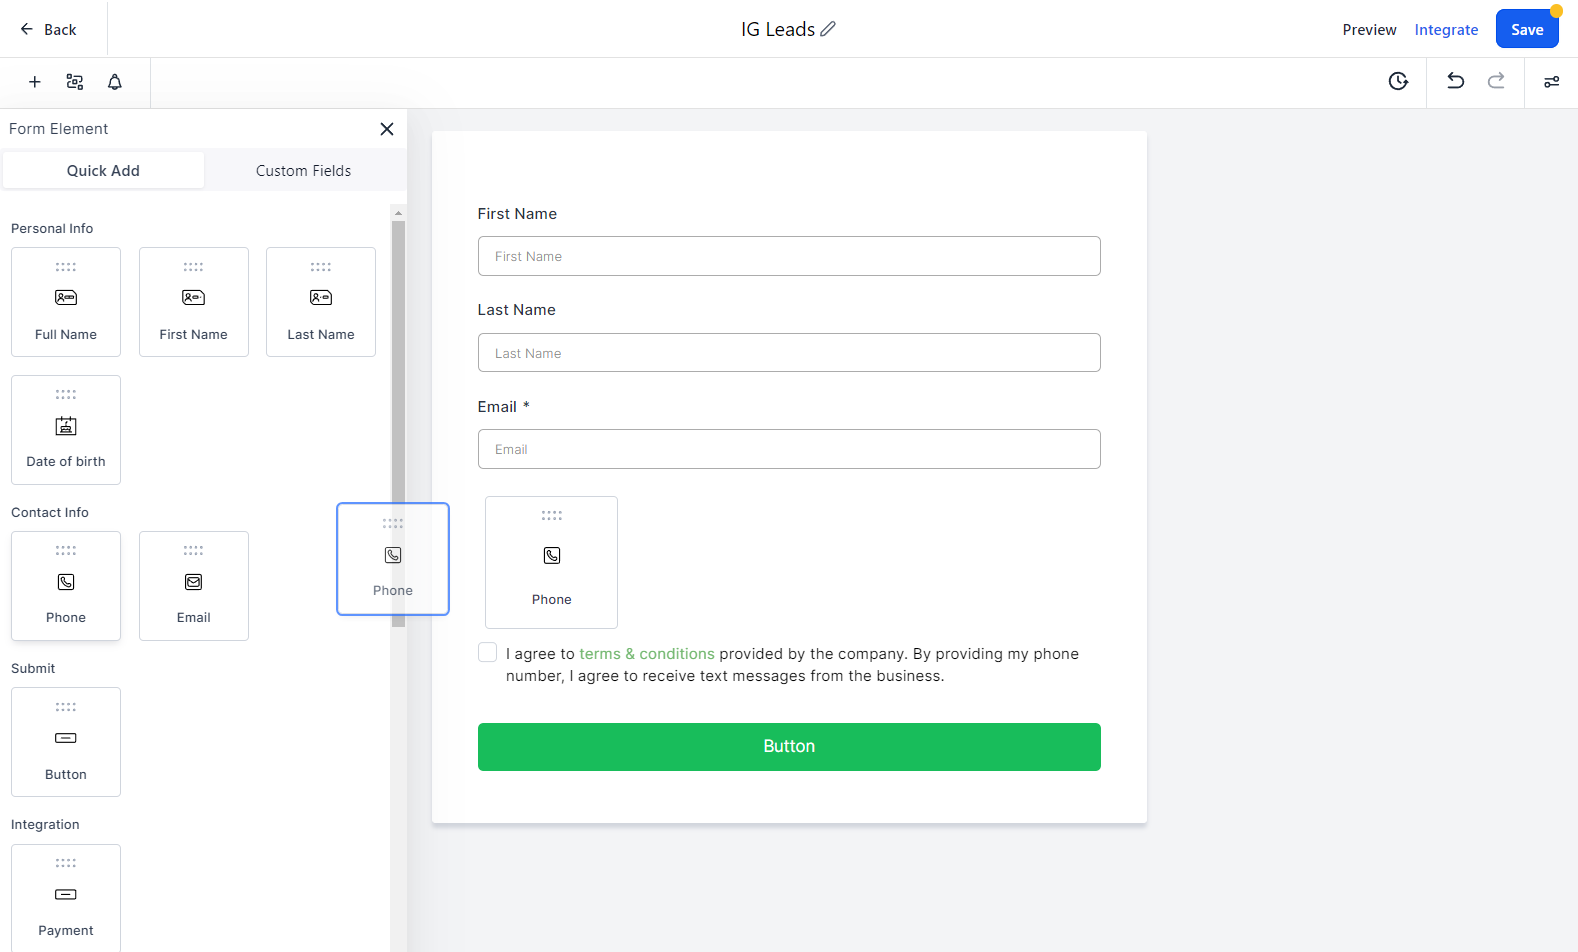 Back
IG Leads
Preview
Integrate
Save
Form Element
Quick Add
Custom Fields
Personal Info
Full Name
First Name
Last Name
Date of birth
Contact Info
Phone
Email
Phone
Submit
Button
Integration
Payment
First Name
First Name
Last Name
Last Name
Email *
Email
Phone
I agree to terms & conditions provided by the company. By providing my phone
number, I agree to receive text messages from the business.
Button